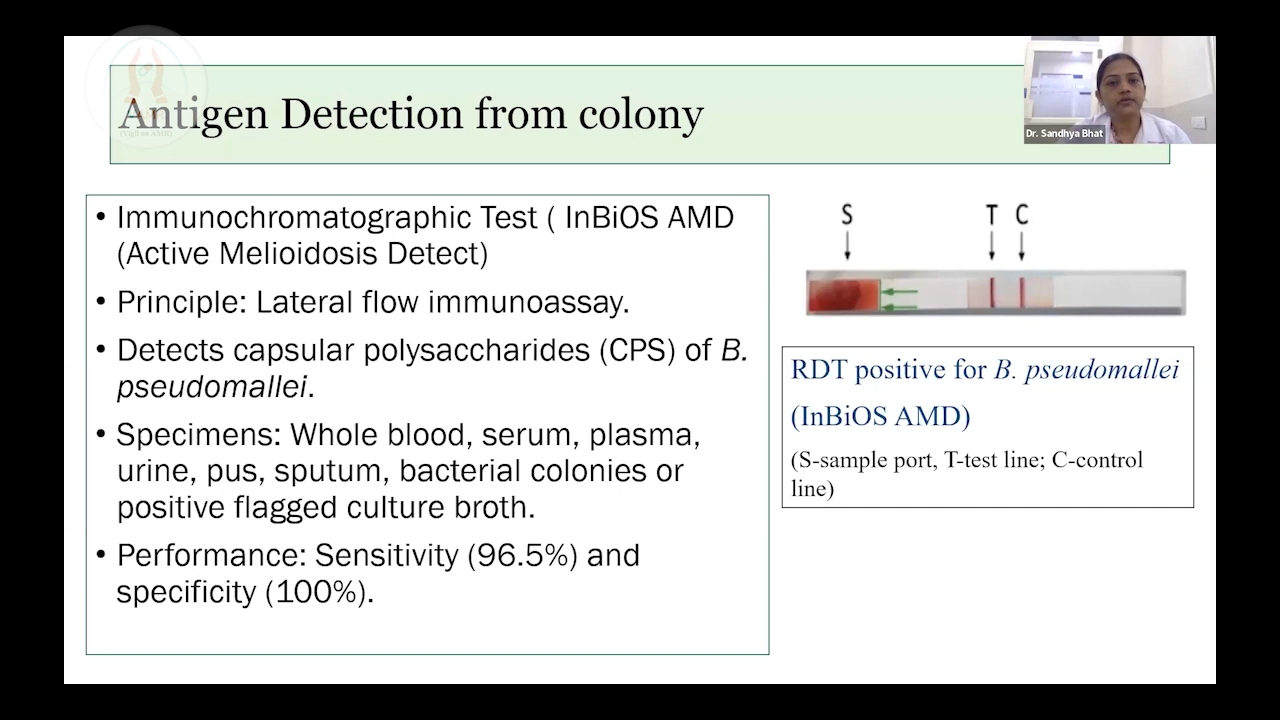 Antigen Detection from colony
(Vigil on AMR)
Dr. Sandhya Bhat
• Immunochromatographic Test ( InBiOS AMD
(Active Melioidosis Detect)
• Principle: Lateral flow immunoassay.
• Detects capsular polysaccharides (CPS) of B.
pseudomallei.
• Specimens: Whole blood, serum, plasma,
urine, pus, sputum, bacterial colonies or
positive flagged culture broth.
• Performance: Sensitivity (96.5%) and
specificity (100%).
S T C
RDT positive for B. pseudomallei
(InBiOS AMD)
(S-sample port, T-test line; C-control
line)